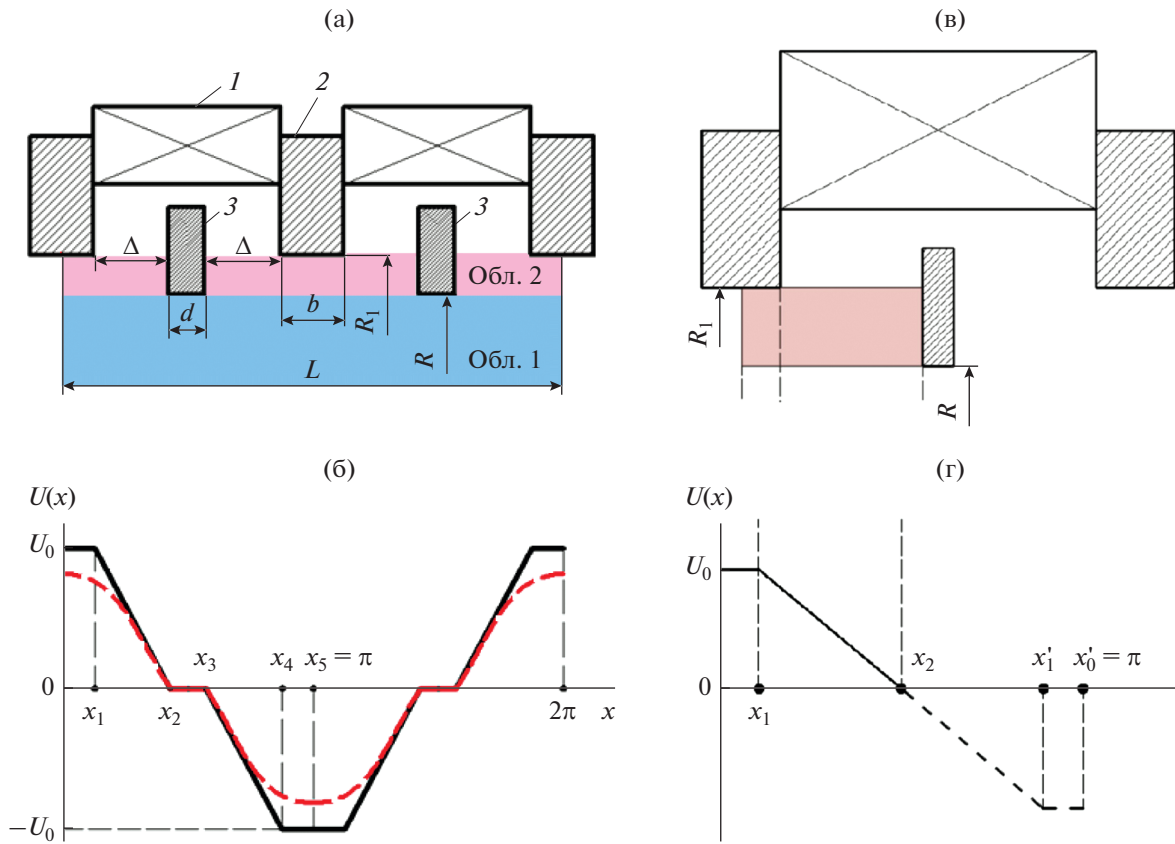 (а)
1
2
3
3
Δ
Δ
Обл. 2
d
b
R₁
R
Обл. 1
L
(в)
R₁
R
(б)
U(x)
U₀
x₃
x₄
x₅ = π
0
x₁
x₂
2π
x
−U₀
(г)
U(x)
U₀
x₂
x'₁
x'₀ = π
0
x₁
x